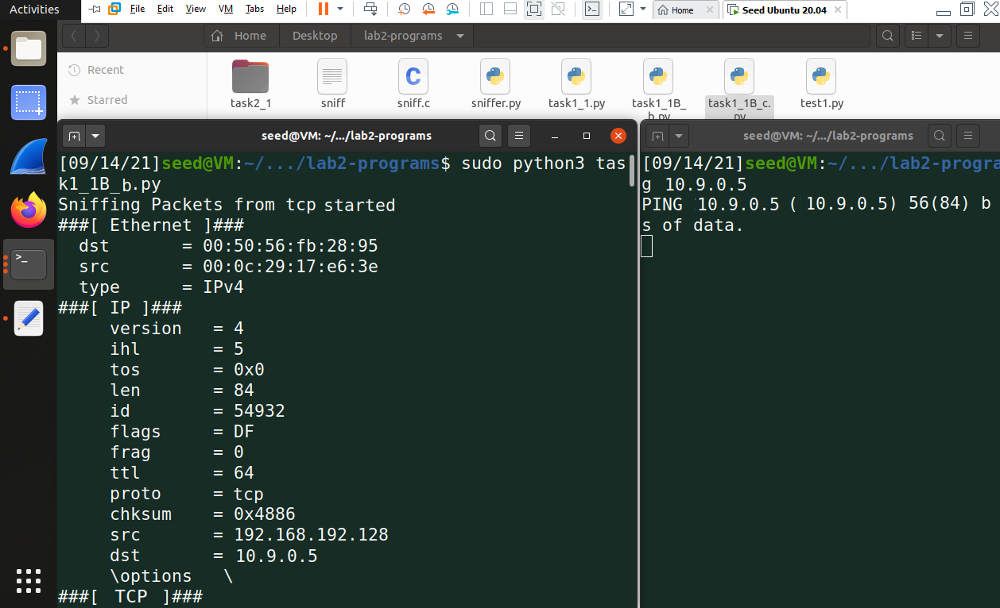 Activities
File Edit View VM Tabs Help
Home
Seed Ubuntu 20.04
Home Desktop lab2-programs
Recent
Starred
task2_1 sniff sniff.c sniffer.py task1_1.py task1_1B_ task1_1B_c. test1.py
b.py py
seed@VM: ~/.../lab2-programs
[09/14/21]seed@VM:~/.../lab2-programs$ sudo python3 tas
k1_1B_b.py
Sniffing Packets from tcp started
###[ Ethernet ]###
dst = 00:50:56:fb:28:95
src = 00:0c:29:17:e6:3e
type = IPv4
###[ IP ]###
version = 4
ihl = 5
tos = 0x0
len = 84
id = 54932
flags = DF
frag = 0
ttl = 64
proto = tcp
chksum = 0x4886
src = 192.168.192.128
dst = 10.9.0.5
\options \
###[ TCP ]###
seed@VM: ~/.../lab2-programs
[09/14/21]seed@VM:~/.../lab2-progra
g 10.9.0.5
PING 10.9.0.5 ( 10.9.0.5) 56(84) b
s of data.